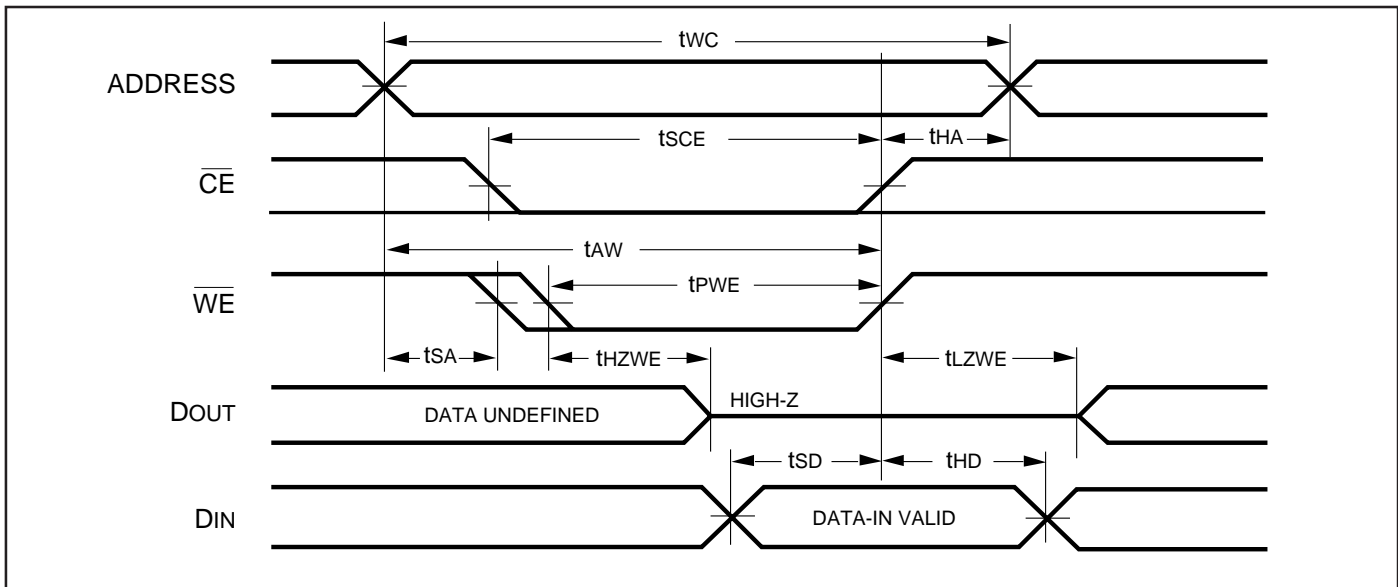 tWC
ADDRESS
tSCE
tHA
CE
tAW
tPWE
WE
tSA
tHZWE
tLZWE
DOUT
DATA UNDEFINED
HIGH-Z
tSD
tHD
DIN
DATA-IN VALID